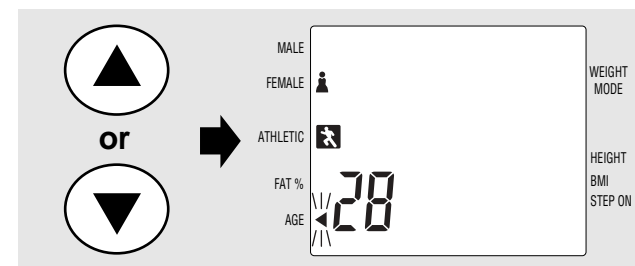 or
MALE
FEMALE
ATHLETIC
FAT %
AGE
28
WEIGHT
MODE
HEIGHT
BMI
STEP ON